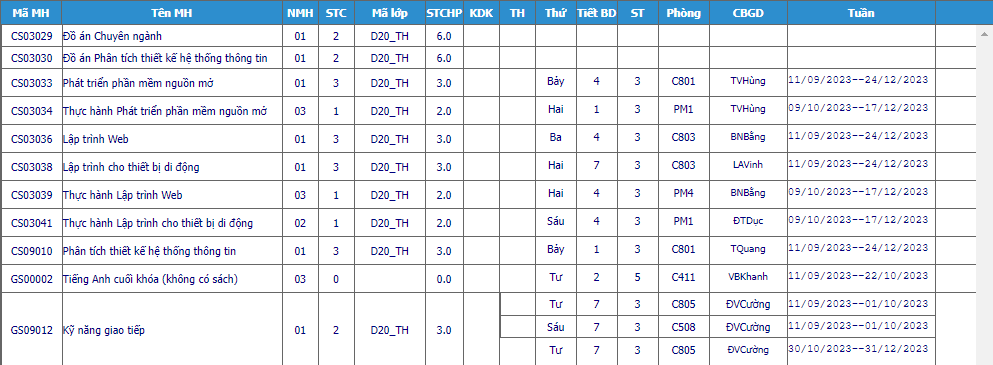 Mã MH Tên MH NMH STC Mã lớp STCHP KDK TH Thứ Tiết BD ST Phòng CBGD Tuần
CS03029 Đồ án Chuyên ngành 01 2 D20_TH 6.0
CS03030 Đồ án Phân tích thiết kế hệ thống thông tin 01 2 D20_TH 6.0
CS03033 Phát triển phần mềm nguồn mở 01 3 D20_TH 3.0 Bảy 4 3 C801 TVHùng 11/09/2023--24/12/2023
CS03034 Thực hành Phát triển phần mềm nguồn mở 03 1 D20_TH 2.0 Hai 1 3 PM1 TVHùng 09/10/2023--17/12/2023
CS03036 Lập trình Web 01 3 D20_TH 3.0 Ba 4 3 C803 BNBằng 11/09/2023--24/12/2023
CS03038 Lập trình cho thiết bị di động 01 3 D20_TH 3.0 Hai 7 3 C803 LAVinh 11/09/2023--24/12/2023
CS03039 Thực hành Lập trình Web 03 1 D20_TH 2.0 Hai 4 3 PM4 BNBằng 09/10/2023--17/12/2023
CS03041 Thực hành Lập trình cho thiết bị di động 02 1 D20_TH 2.0 Sáu 4 3 PM1 ĐTDục 09/10/2023--17/12/2023
CS09010 Phân tích thiết kế hệ thống thông tin 01 3 D20_TH 3.0 Bảy 1 3 C801 TQuang 11/09/2023--24/12/2023
GS00002 Tiếng Anh cuối khóa (không có sách) 03 0 0.0 Tư 2 5 C411 VBKhanh 11/09/2023--22/10/2023
Tư 7 3 C805 ĐVCường 11/09/2023--01/10/2023
GS09012 Kỹ năng giao tiếp 01 2 D20_TH 3.0 Sáu 7 3 C508 ĐVCường 11/09/2023--01/10/2023
Tư 7 3 C805 ĐVCường 30/10/2023--31/12/2023